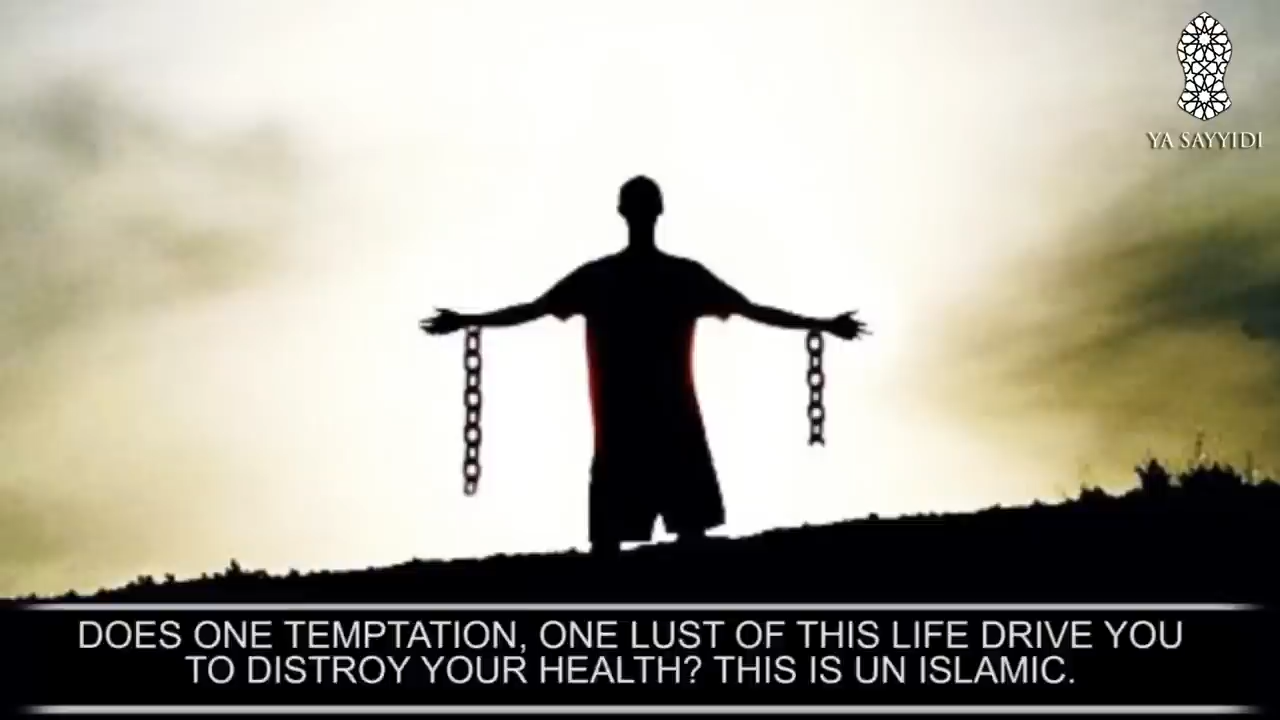 YA SAYYIDI
DOES ONE TEMPTATION, ONE LUST OF THIS LIFE DRIVE YOU
TO DISTROY YOUR HEALTH? THIS IS UN ISLAMIC.